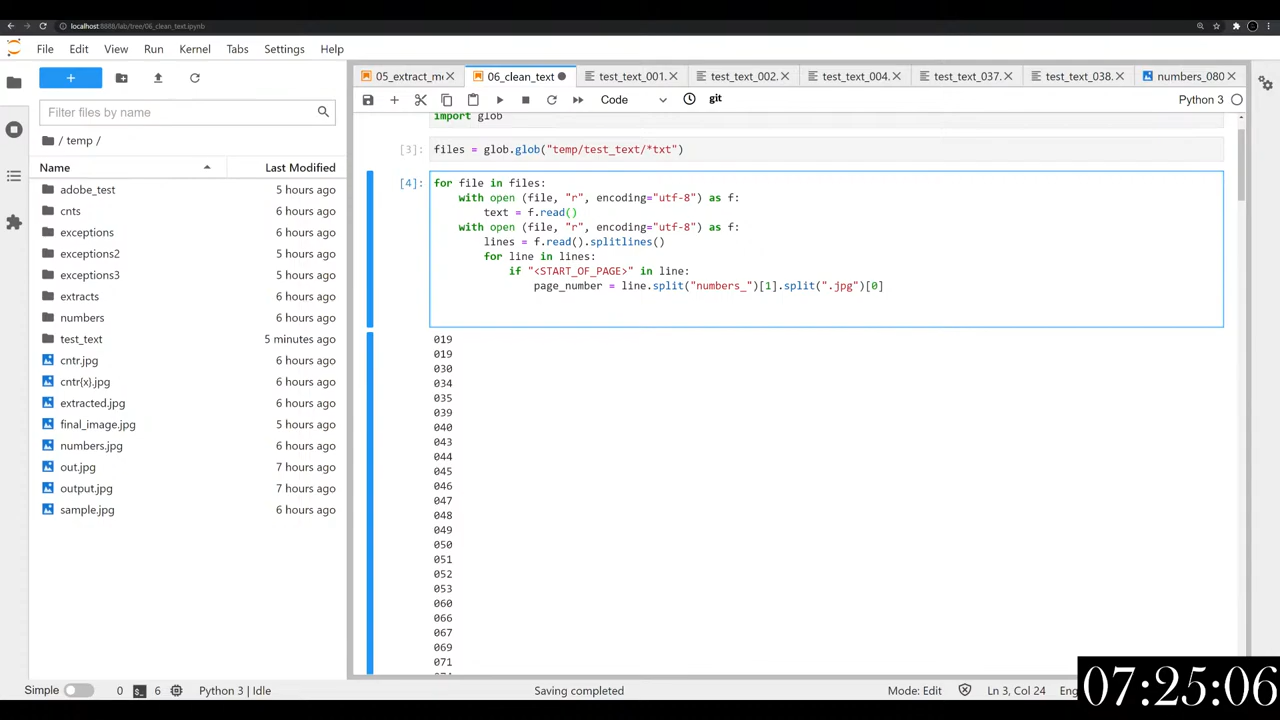 localhost:8888/lab/tree/06_clean_text.ipynb
File Edit View Run Kernel Tabs Settings Help
+
Filter files by name
/ temp /
Name Last Modified
adobe_test 5 hours ago
cnts 6 hours ago
exceptions 6 hours ago
exceptions2 5 hours ago
exceptions3 5 hours ago
extracts 6 hours ago
numbers 6 hours ago
test_text 5 minutes ago
cntr.jpg 6 hours ago
cntr{x}.jpg 6 hours ago
extracted.jpg 6 hours ago
final_image.jpg 5 hours ago
numbers.jpg 6 hours ago
out.jpg 7 hours ago
output.jpg 7 hours ago
sample.jpg 6 hours ago
05_extract_me 06_clean_text test_text_001. test_text_002. test_text_004. test_text_037. test_text_038. numbers_080
Code git Python 3
import glob
[3]: files = glob.glob("temp/test_text/*txt")
[4]: for file in files:
with open (file, "r", encoding="utf-8") as f:
text = f.read()
with open (file, "r", encoding="utf-8") as f:
lines = f.read().splitlines()
for line in lines:
if "<START_OF_PAGE>" in line:
page_number = line.split("numbers_")[1].split(".jpg")[0]
019
019
030
034
035
039
040
043
044
045
046
047
048
049
050
051
052
053
060
066
067
069
071
Simple 0 $_ 6 Python 3 | Idle Saving completed Mode: Edit Ln 3, Col 24 Eng
07:25:06